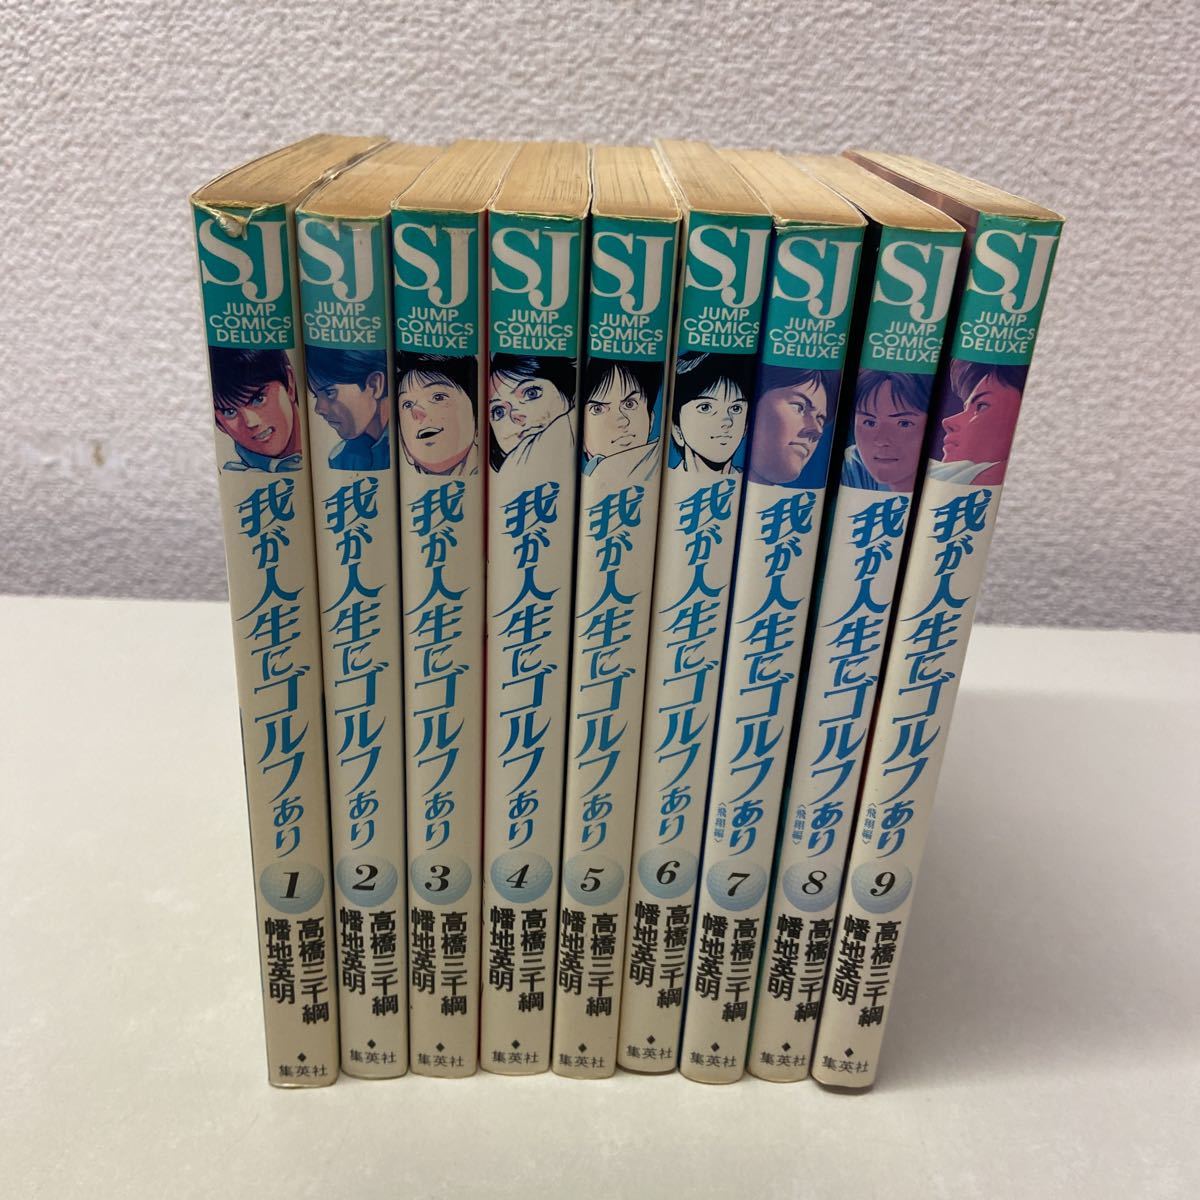 SJ
JUMP
COMICS
DELUXE
我が人生にゴルフあり
1
高橋三千綱
幡地英明
集英社
SJ
JUMP
COMICS
DELUXE
我が人生にゴルフあり
2
高橋三千綱
幡地英明
集英社
SJ
JUMP
COMICS
DELUXE
我が人生にゴルフあり
3
高橋三千綱
幡地英明
集英社
SJ
JUMP
COMICS
DELUXE
我が人生にゴルフあり
4
高橋三千綱
幡地英明
集英社
SJ
JUMP
COMICS
DELUXE
我が人生にゴルフあり
5
高橋三千綱
幡地英明
集英社
SJ
JUMP
COMICS
DELUXE
我が人生にゴルフあり
6
高橋三千綱
幡地英明
集英社
SJ
JUMP
COMICS
DELUXE
我が人生にゴルフあり
〈飛翔編〉
7
高橋三千綱
幡地英明
集英社
SJ
JUMP
COMICS
DELUXE
我が人生にゴルフあり
〈飛翔編〉
8
高橋三千綱
幡地英明
集英社
SJ
JUMP
COMICS
DELUXE
我が人生にゴルフあり
〈飛翔編〉
9
高橋三千綱
幡地英明
集英社